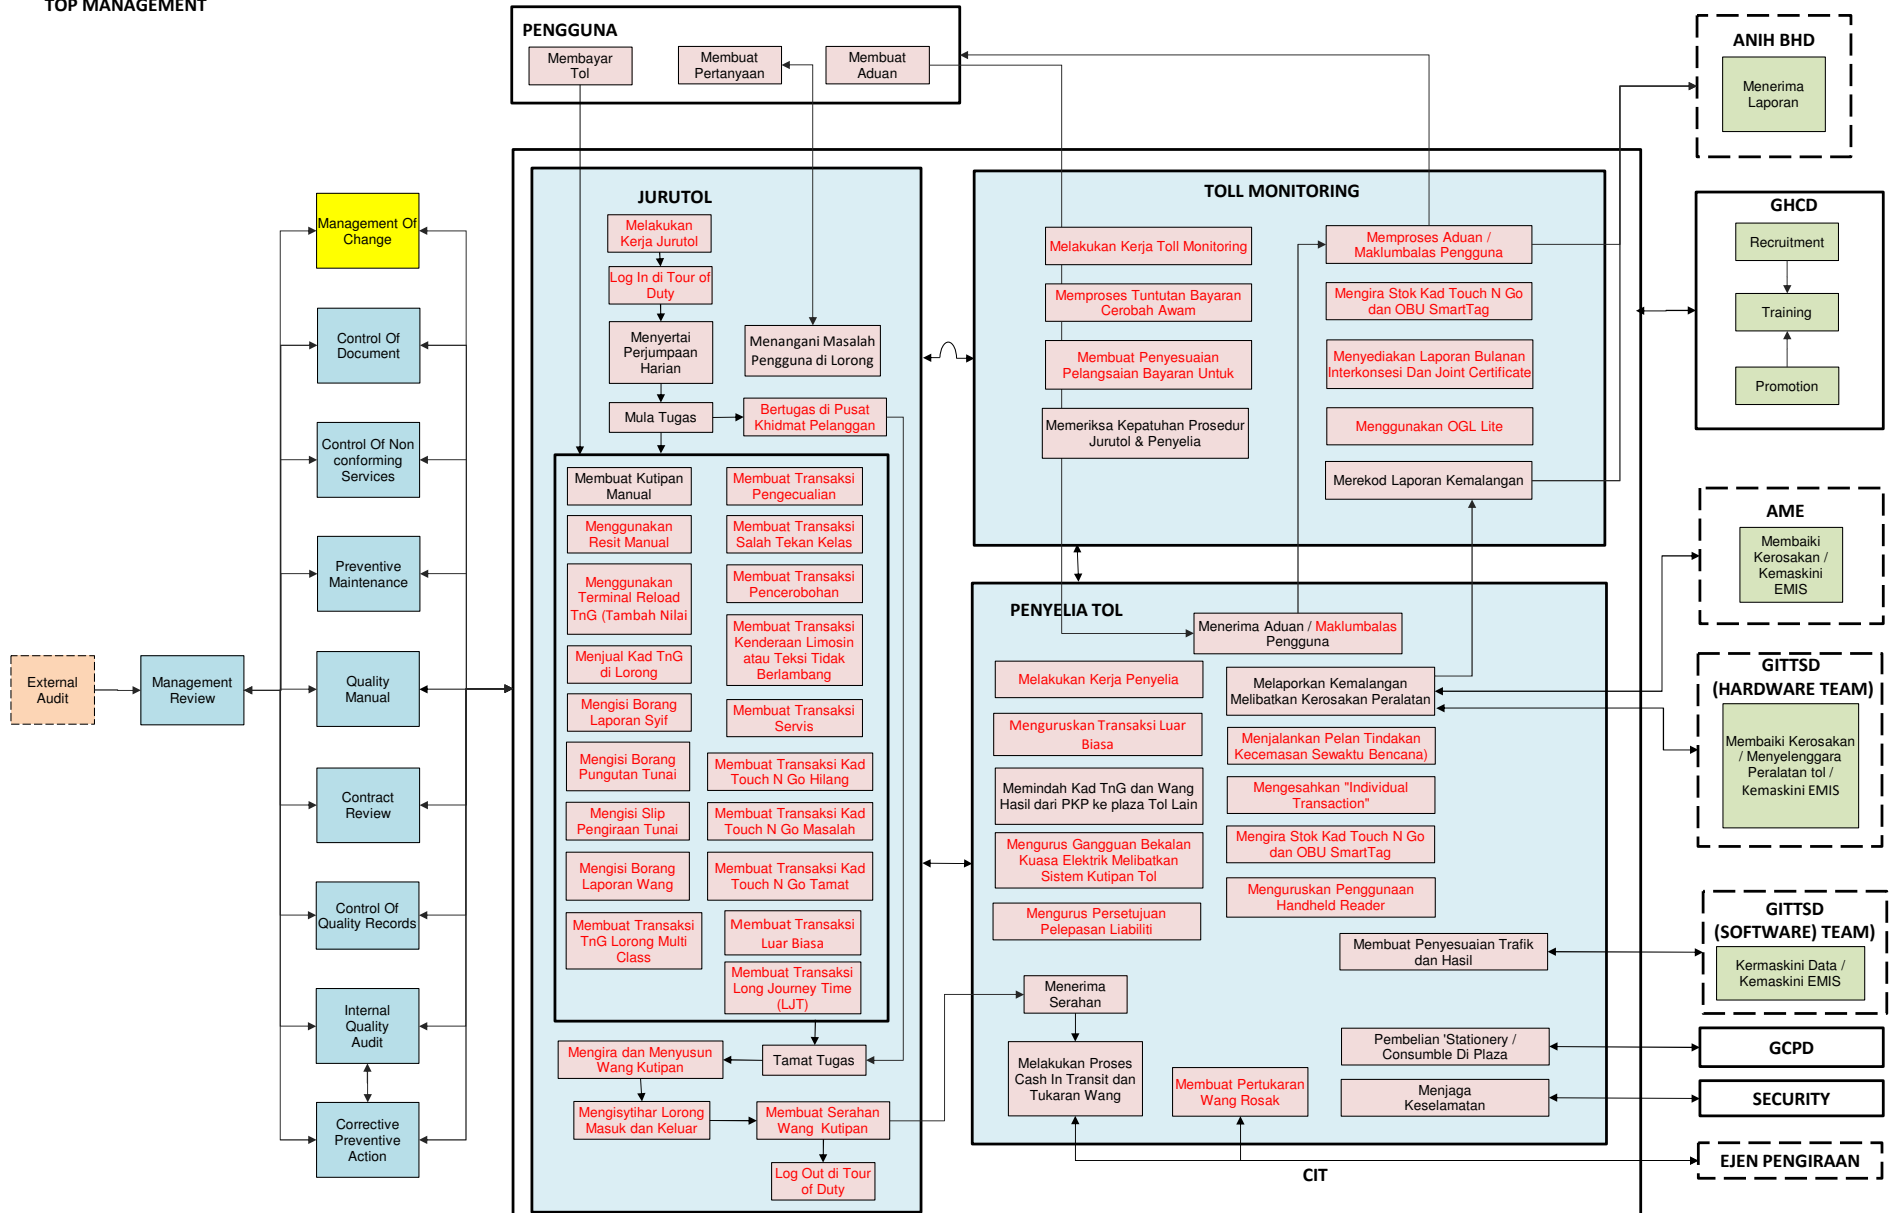 TOP MANAGEMENT
PENGGUNA
Membayar
Tol
Membuat
Pertanyaan
Membuat
Aduan
External
Audit
Management
Review
Management Of
Change
Control Of
Document
Control Of Non
conforming
Services
Preventive
Maintenance
Quality
Manual
Contract
Review
Control Of
Quality Records
Internal
Quality
Audit
Corrective
Preventive
Action
JURUTOL
Melakukan
Kerja Jurutol
Log In di Tour of
Duty
Menyertai
Perjumpaan
Harian
Menangani Masalah
Pengguna di Lorong
Mula Tugas
Bertugas di Pusat
Khidmat Pelanggan
Membuat Kutipan
Manual
Menggunakan
Resit Manual
Menggunakan
Terminal Reload
TnG (Tambah Nilai
Menjual Kad TnG
di Lorong
Mengisi Borang
Laporan Syif
Mengisi Borang
Pungutan Tunai
Mengisi Slip
Pengiraan Tunai
Mengisi Borang
Laporan Wang
Membuat Transaksi
TnG Lorong Multi
Class
Membuat Transaksi
Pengecualian
Membuat Transaksi
Salah Tekan Kelas
Membuat Transaksi
Pencerobohan
Membuat Transaksi
Kenderaan Limosin
atau Teksi Tidak
Berlambang
Membuat Transaksi
Servis
Membuat Transaksi Kad
Touch N Go Hilang
Membuat Transaksi Kad
Touch N Go Masalah
Membuat Transaksi Kad
Touch N Go Tamat
Membuat Transaksi
Luar Biasa
Membuat Transaksi
Long Journey Time
(LJT)
Tamat Tugas
Mengira dan Menyusun
Wang Kutipan
Mengisytihar Lorong
Masuk dan Keluar
Membuat Serahan
Wang Kutipan
Log Out di Tour
of Duty
TOLL MONITORING
Melakukan Kerja Toll Monitoring
Memproses Tuntutan Bayaran
Cerobah Awam
Membuat Penyesuaian
Pelangsaian Bayaran Untuk
Memeriksa Kepatuhan Prosedur
Jurutol & Penyelia
Memproses Aduan /
Maklumbalas Pengguna
Mengira Stok Kad Touch N Go
dan OBU SmartTag
Menyediakan Laporan Bulanan
Interkonsesi Dan Joint Certificate
Menggunakan OGL Lite
Merekod Laporan Kemalangan
PENYELIA TOL
Menerima Aduan / Maklumbalas
Pengguna
Melakukan Kerja Penyelia
Menguruskan Transaksi Luar
Biasa
Memindah Kad TnG dan Wang
Hasil dari PKP ke plaza Tol Lain
Mengurus Gangguan Bekalan
Kuasa Elektrik Melibatkan
Sistem Kutipan Tol
Mengurus Persetujuan
Pelepasan Liabiliti
Melaporkan Kemalangan
Melibatkan Kerosakan Peralatan
Menjalankan Pelan Tindakan
Kecemasan Sewaktu Bencana)
Mengesahkan "Individual
Transaction"
Mengira Stok Kad Touch N Go
dan OBU SmartTag
Menguruskan Penggunaan
Handheld Reader
Membuat Penyesuaian Trafik
dan Hasil
Menerima
Serahan
Melakukan Proses
Cash In Transit dan
Tukaran Wang
Membuat Pertukaran
Wang Rosak
Pembelian 'Stationery /
Consumble Di Plaza
Menjaga
Keselamatan
CIT
ANIH BHD
Menerima
Laporan
GHCD
Recruitment
Training
Promotion
AME
Membaiki
Kerosakan /
Kemaskini
EMIS
GITTSD
(HARDWARE TEAM)
Membaiki Kerosakan
/ Menyelenggara
Peralatan tol /
Kemaskini EMIS
GITTSD
(SOFTWARE) TEAM)
Kermaskini Data /
Kemaskini EMIS
GCPD
SECURITY
EJEN PENGIRAAN